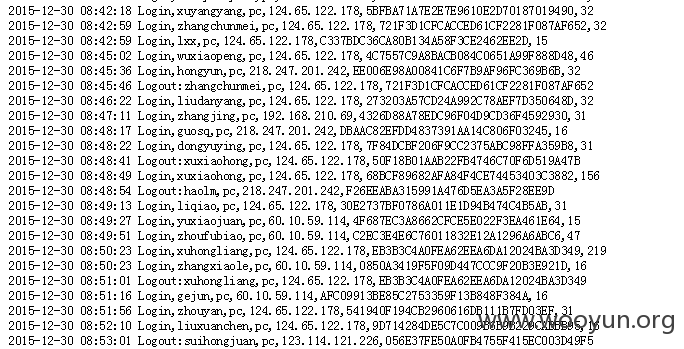 2015-12-30 08:42:18 Login,xuyangyang,pc,124.65.122.178,5BFBA71A7E2E7E9610E2D70187019490,32
2015-12-30 08:42:59 Login,zhangchunmei,pc,124.65.122.178,721F3D1CFCACCED61CF2281F087AF652,32
2015-12-30 08:42:59 Login,lxx,pc,124.65.122.178,C337BDC36CA80B134A58F3CE2462EE2D,15
2015-12-30 08:45:02 Login,wuxiaopeng,pc,124.65.122.178,4C7557C9A8BACB084C0651A99F888D48,46
2015-12-30 08:45:36 Login,hongyun,pc,218.247.201.242,EE006E98A00841C6F7B9AF96FC369B6B,32
2015-12-30 08:45:46 Logout:zhangchunmei,pc,124.65.122.178,721F3D1CFCACCED61CF2281F087AF652
2015-12-30 08:46:22 Login,liudanyang,pc,124.65.122.178,273203A57CD24A992C78AEF7D350648D,32
2015-12-30 08:47:11 Login,zhangjing,pc,192.168.210.69,4326D88A78EDC96F04D9CD36F4592930,31
2015-12-30 08:48:17 Login,guosq,pc,218.247.201.242,DBAAC82EFDD4837391AA14C806F03245,16
2015-12-30 08:48:22 Login,dongyuying,pc,124.65.122.178,7F84DCBF206F9CC2375ABC98FFA359B8,31
2015-12-30 08:48:41 Logout:xuxiaohong,pc,124.65.122.178,50F18B01AAB22FB4746C70F6D519A47B
2015-12-30 08:48:49 Login,xuxiaohong,pc,124.65.122.178,68BCF89682AFA84F4CE74453403C3882,156
2015-12-30 08:48:54 Logout:haolm,pc,218.247.201.242,F26EEABA315991A476D5EA3A5F28EE9D
2015-12-30 08:49:13 Login,liqiao,pc,124.65.122.178,30E2737BF0786A011E1D94B474C4B5AB,31
2015-12-30 08:49:27 Login,yuxiaojuan,pc,60.10.59.114,4F687EC3A8662CFCE5E022F3EA461E64,15
2015-12-30 08:49:51 Login,zhoufubiao,pc,60.10.59.114,C2EC3E4E6C76011832E12A1296A6ABC6,47
2015-12-30 08:50:23 Login,xuhongliang,pc,124.65.122.178,EB3B3C4A0FEA62EEA6DA12024BA3D349,219
2015-12-30 08:50:23 Login,zhangxiaole,pc,60.10.59.114,0850A3419F5F09D447CCC9F20B3E921D,16
2015-12-30 08:51:01 Logout:xuhongliang,pc,124.65.122.178,EB3B3C4A0FEA62EEA6DA12024BA3D349
2015-12-30 08:51:16 Login,gejun,pc,60.10.59.114,AFC09913BE85C2753359F13B848F384A,16
2015-12-30 08:51:56 Login,zhouyan,pc,124.65.122.178,541940F194CB2960616DB111B7FD03EF,31
2015-12-30 08:52:10 Login,liuxuanchen,pc,124.65.122.178,
2015-12-30 08:53:01 Logout:suihongjuan,pc,123.114.121.226,056E37FE50A0FB4755F415EC003D49F5
www.wooyun.org